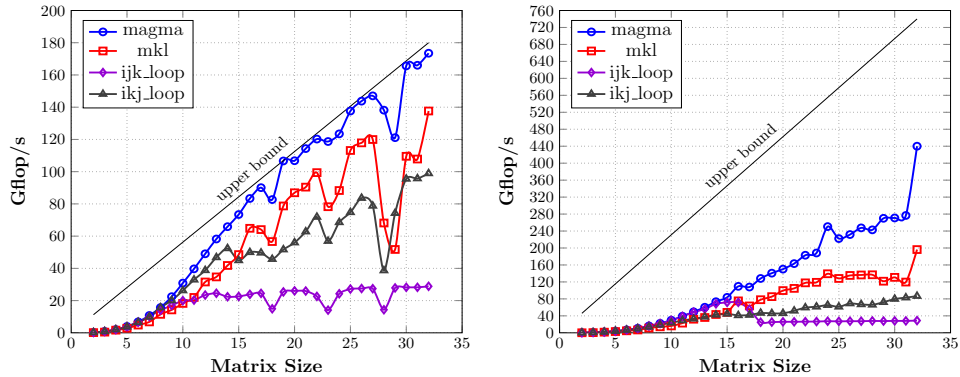 200
180
160
140
120
100
80
60
40
20
0
Gflop/s
magma
mkl
ijk_loop
ikj_loop
upper bound
0 5 10 15 20 25 30 35
Matrix Size
760
720
680
640
600
560
520
480
440
400
360
320
280
240
200
160
120
80
40
0
Gflop/s
magma
mkl
ijk_loop
ikj_loop
upper bound
0 5 10 15 20 25 30 35
Matrix Size